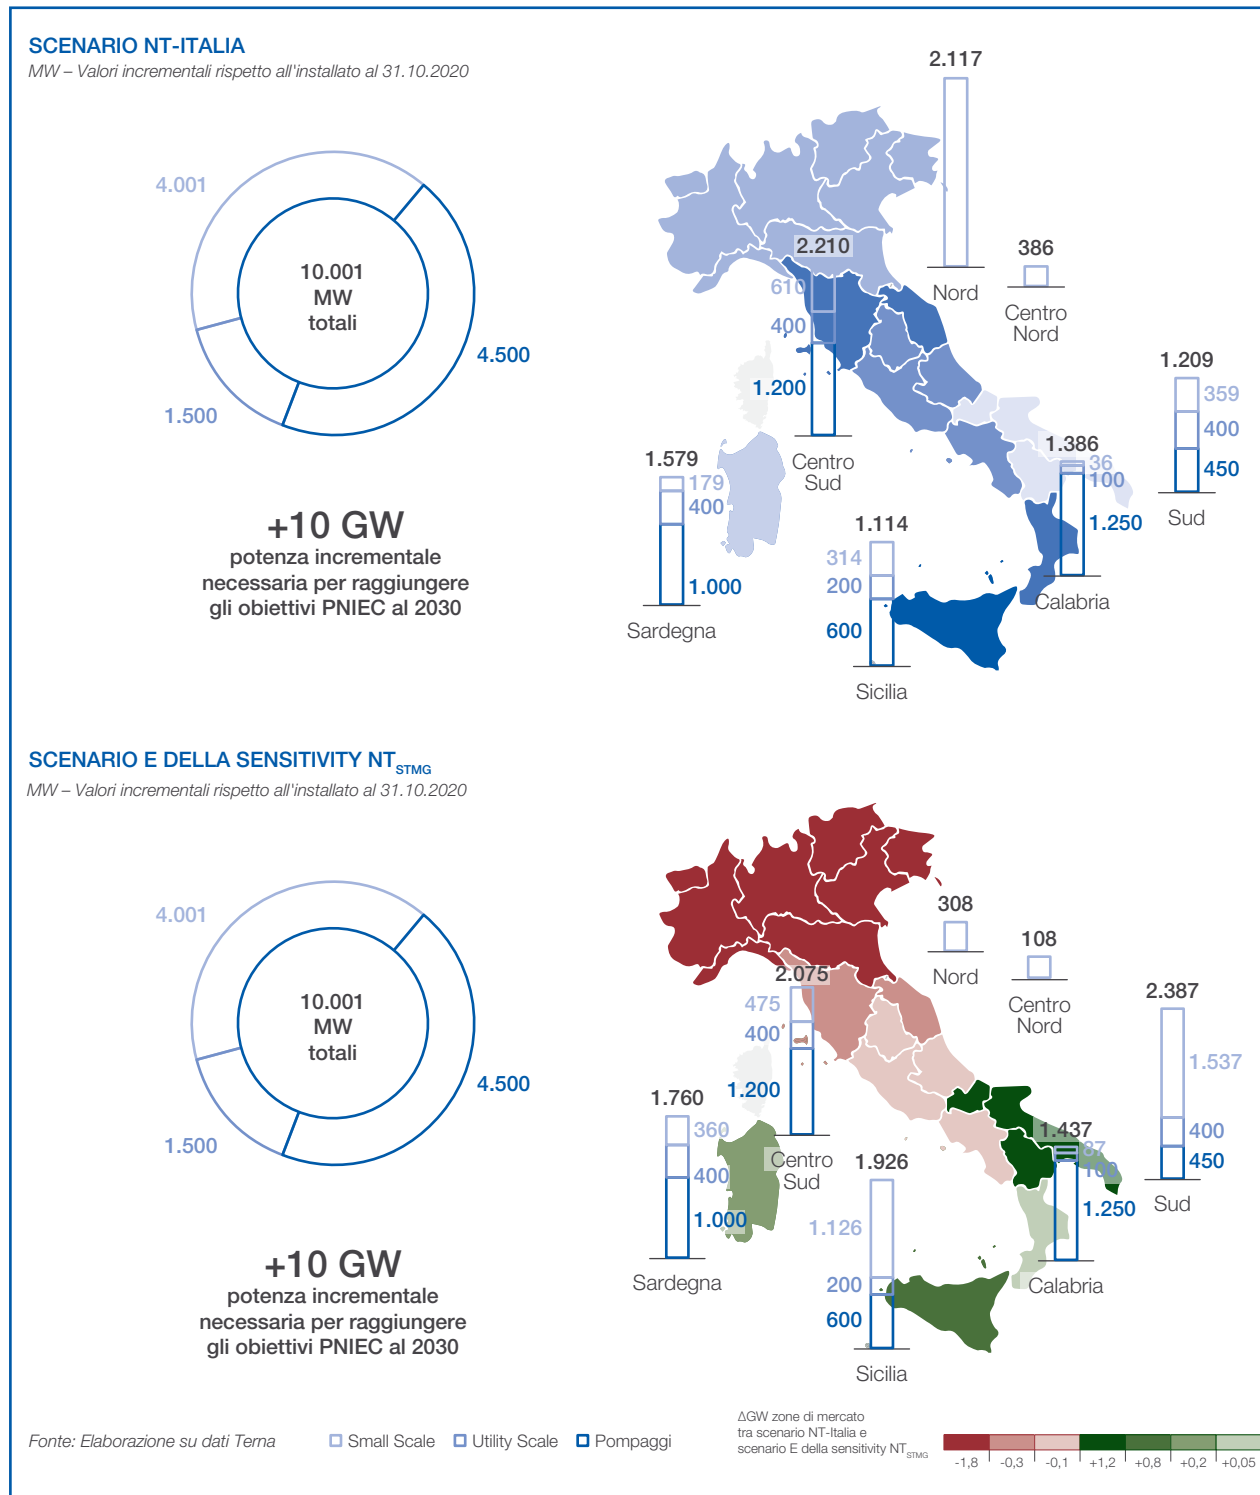 SCENARIO NT-ITALIA
MW – Valori incrementali rispetto all'installato al 31.10.2020
4.001
10.001
MW
totali
4.500
1.500
+10 GW
potenza incrementale
necessaria per raggiungere
gli obiettivi PNIEC al 2030
2.117
Nord
386
Centro
Nord
2.210
610
400
1.200
Centro
Sud
1.209
359
400
450
Sud
1.386
36
100
1.250
Calabria
1.579
179
400
1.000
Sardegna
1.114
314
200
600
Sicilia
SCENARIO E DELLA SENSITIVITY NT STMG
MW – Valori incrementali rispetto all'installato al 31.10.2020
4.001
10.001
MW
totali
4.500
1.500
+10 GW
potenza incrementale
necessaria per raggiungere
gli obiettivi PNIEC al 2030
308
Nord
108
Centro
Nord
2.075
475
400
1.200
Centro
Sud
2.387
1.537
400
450
Sud
1.437
87
100
1.250
Calabria
1.760
360
400
1.000
Sardegna
1.926
1.126
200
600
Sicilia
Fonte: Elaborazione su dati Terna
Small Scale Utility Scale Pompaggi
ΔGW zone di mercato
tra scenario NT-Italia e
scenario E della sensitivity NT STMG
-1,8 -0,3 -0,1 +1,2 +0,8 +0,2 +0,05